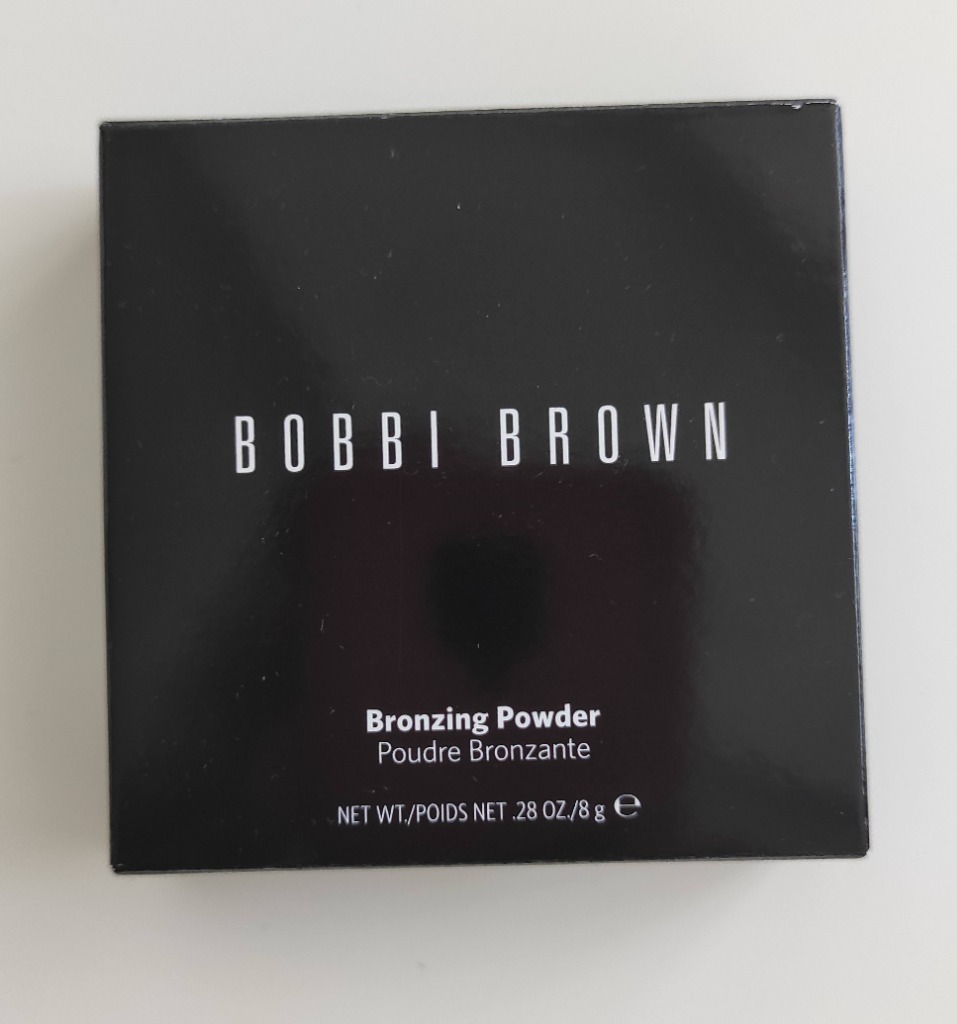 BOBBI BROWN
Bronzing Powder
Poudre Bronzante
NET WT./POIDS NET .28 OZ./8 g ℮